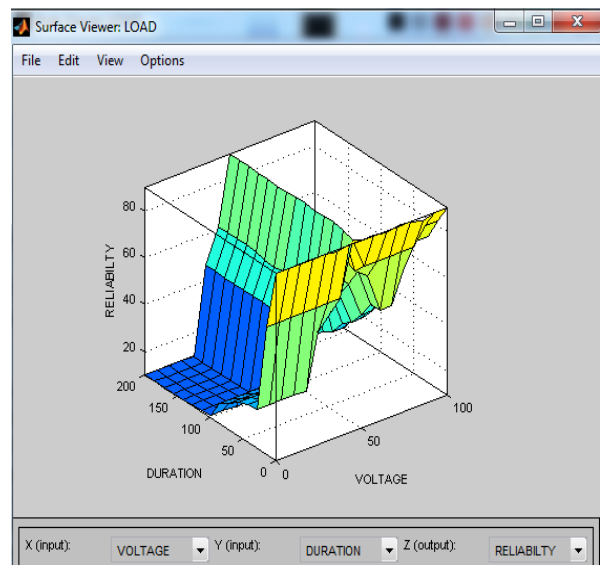 Surface Viewer: LOAD
File Edit View Options
80
60
40
20
RELIABILTY
200
150
100
50
0
DURATION
0
50
100
VOLTAGE
X (input): VOLTAGE Y (input): DURATION Z (output): RELIABILTY